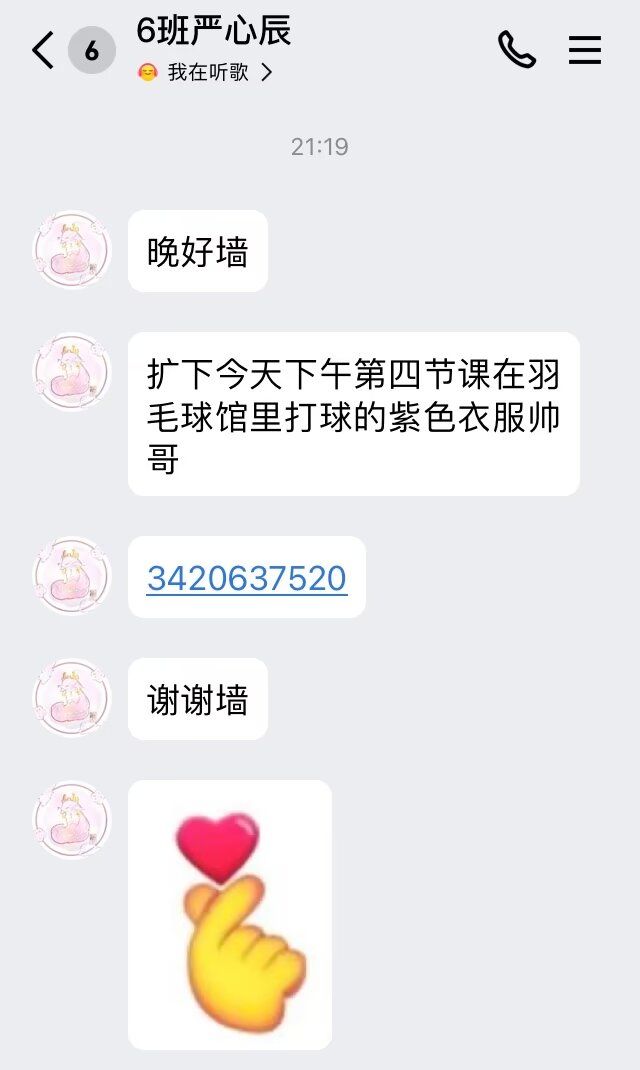 6
6班严心辰
我在听歌
21:19
晚好墙
扩下今天下午第四节课在羽
毛球馆里打球的紫色衣服帅
哥
3420637520
谢谢墙